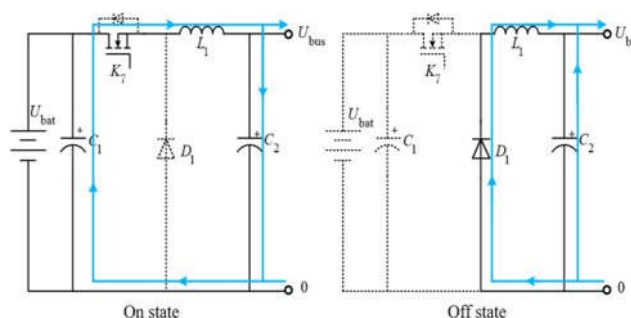 U_bus
K_7
L_1
U_bat
C_1
D_1
C_2
0
On state
U_b
K_7
L_1
U_bat
C_1
D_1
C_2
0
Off state